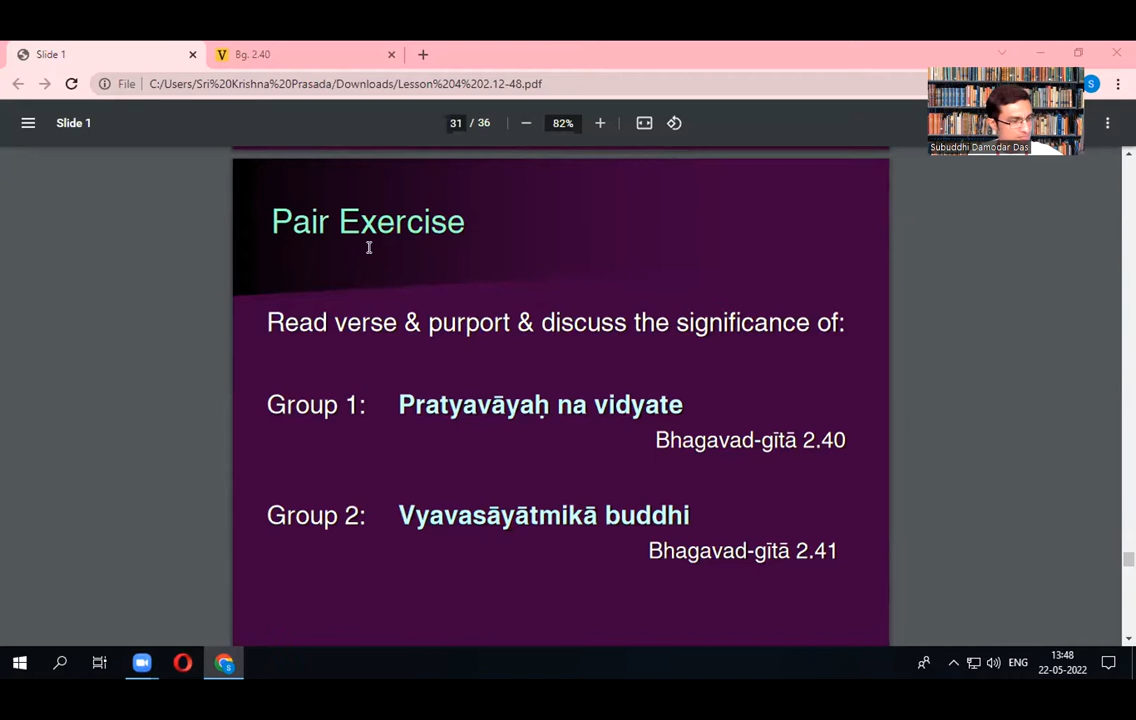 Slide 1
Bg. 2.40
File C:/Users/Sri%20Krishna%20Prasada/Downloads/Lesson%204%202.12-48.pdf
S
Slide 1
31 / 36
82%
Subuddhi Damodar Das
Pair Exercise
Read verse & purport & discuss the significance of:
Group 1: Pratyavāyaḥ na vidyate
Bhagavad-gītā 2.40
Group 2: Vyavasāyātmikā buddhi
Bhagavad-gītā 2.41
ENG
13:48
22-05-2022